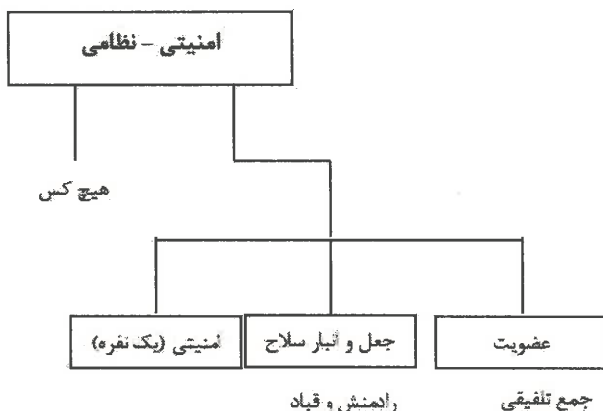 امنیتی – نظامی
هیچ کس
عضویت
جعل و انبار سلاح
امنیتی (یک نفره)
جمع تلفیقی
رادمنش و قباد